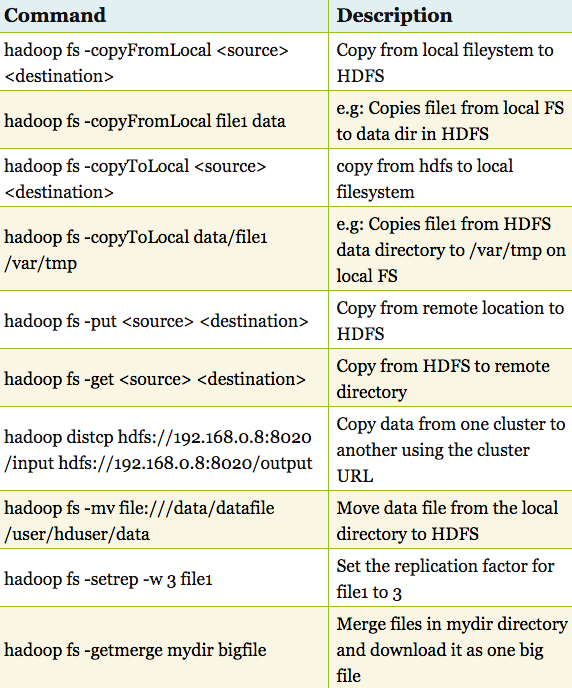 Command Description
hadoop fs -copyFromLocal <source>
<destination>
Copy from local fileystem to
HDFS
hadoop fs -copyFromLocal file1 data
e.g: Copies file1 from local FS
to data dir in HDFS
hadoop fs -copyToLocal <source>
<destination>
copy from hdfs to local
filesystem
hadoop fs -copyToLocal data/file1
/var/tmp
e.g: Copies file1 from HDFS
data directory to /var/tmp on
local FS
hadoop fs -put <source> <destination>
Copy from remote location to
HDFS
hadoop fs -get <source> <destination>
Copy from HDFS to remote
directory
hadoop distcp hdfs://192.168.0.8:8020
/input hdfs://192.168.0.8:8020/output
Copy data from one cluster to
another using the cluster
URL
hadoop fs -mv file:///data/datafile
/user/hduser/data
Move data file from the local
directory to HDFS
hadoop fs -setrep -w 3 file1
Set the replication factor for
file1 to 3
hadoop fs -getmerge mydir bigfile
Merge files in mydir directory
and download it as one big
file